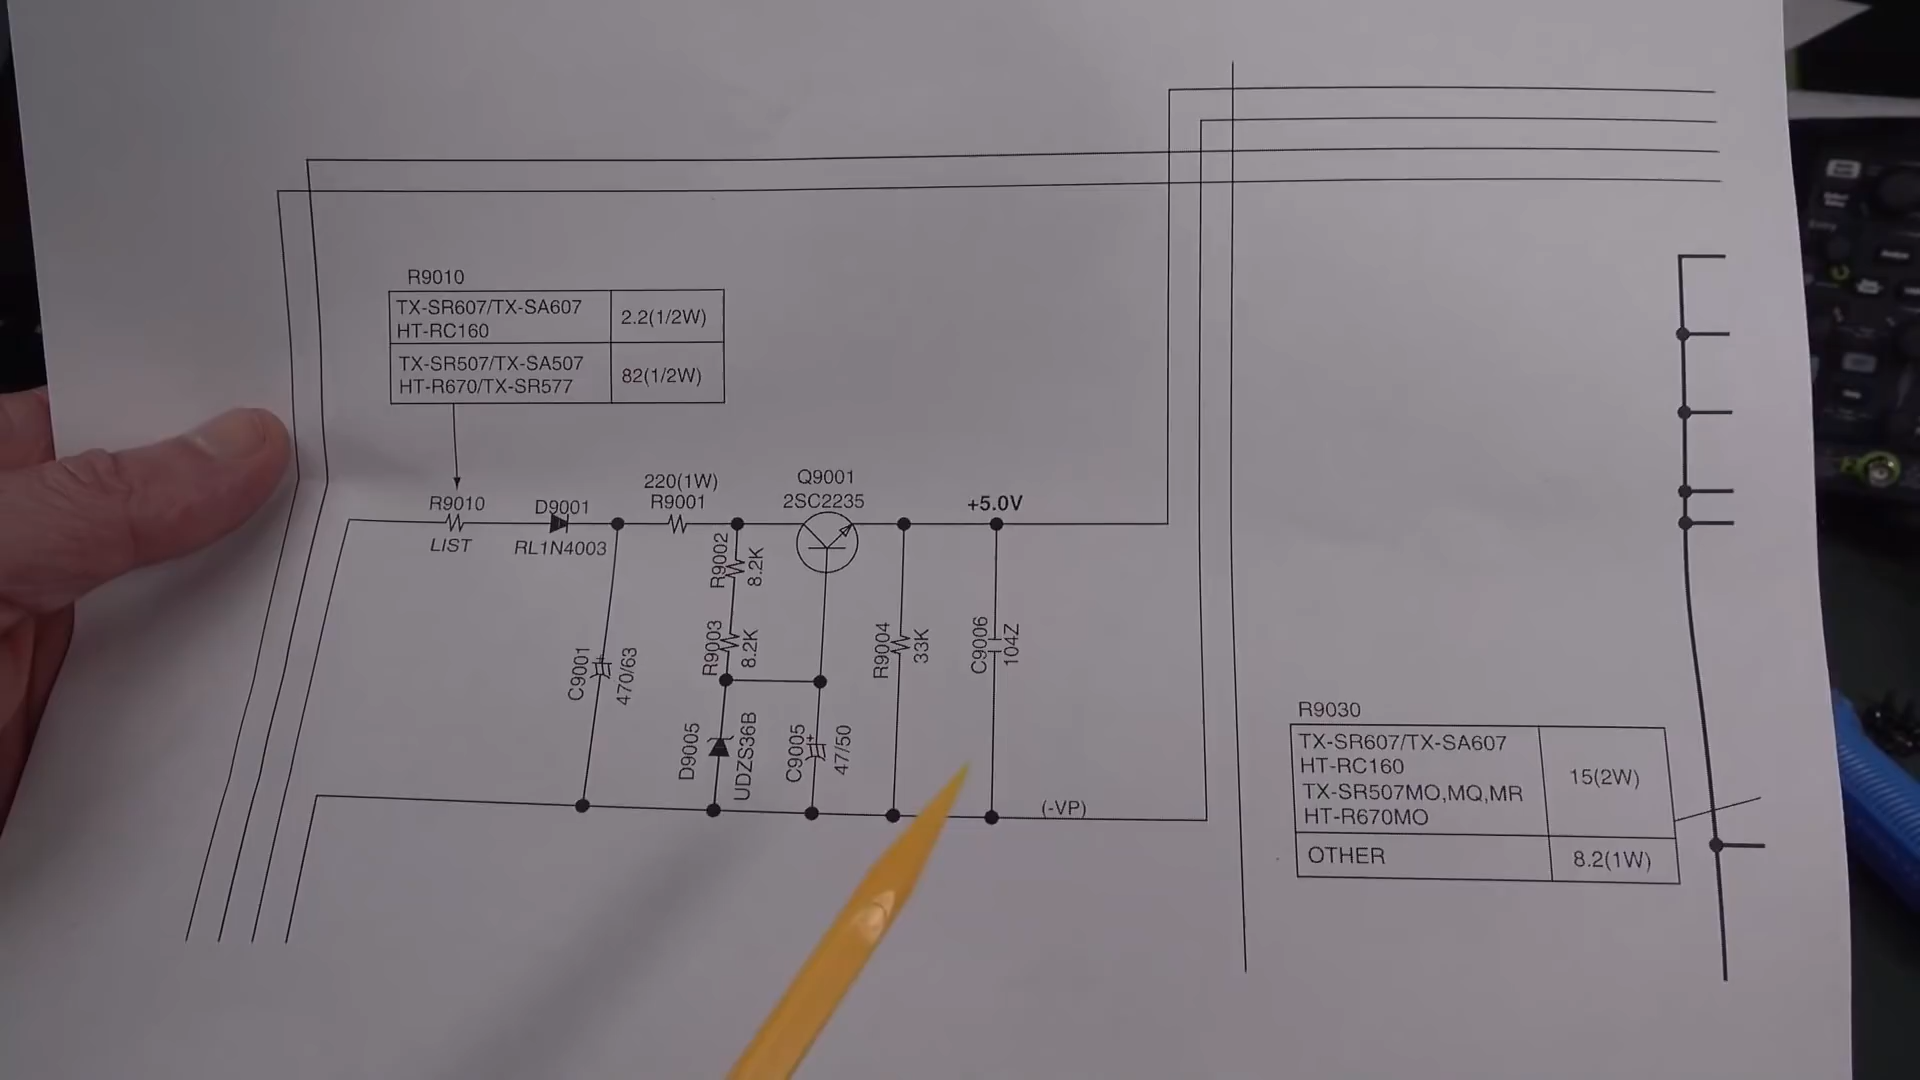 R9010
TX-SR607/TX-SA607
HT-RC160
2.2(1/2W)
TX-SR507/TX-SA507
HT-R670/TX-SR577
82(1/2W)
R9010
LIST
D9001
RL1N4003
220(1W)
R9001
Q9001
2SC2235
+5.0V
R9002
8.2K
R9003
8.2K
C9001
470/63
D9005
UDZS36B
C9005
47/50
R9004
33K
C9006
104Z
(-VP)
R9030
TX-SR607/TX-SA607
HT-RC160
TX-SR507MO,MQ,MR
HT-R670MO
15(2W)
OTHER
8.2(1W)